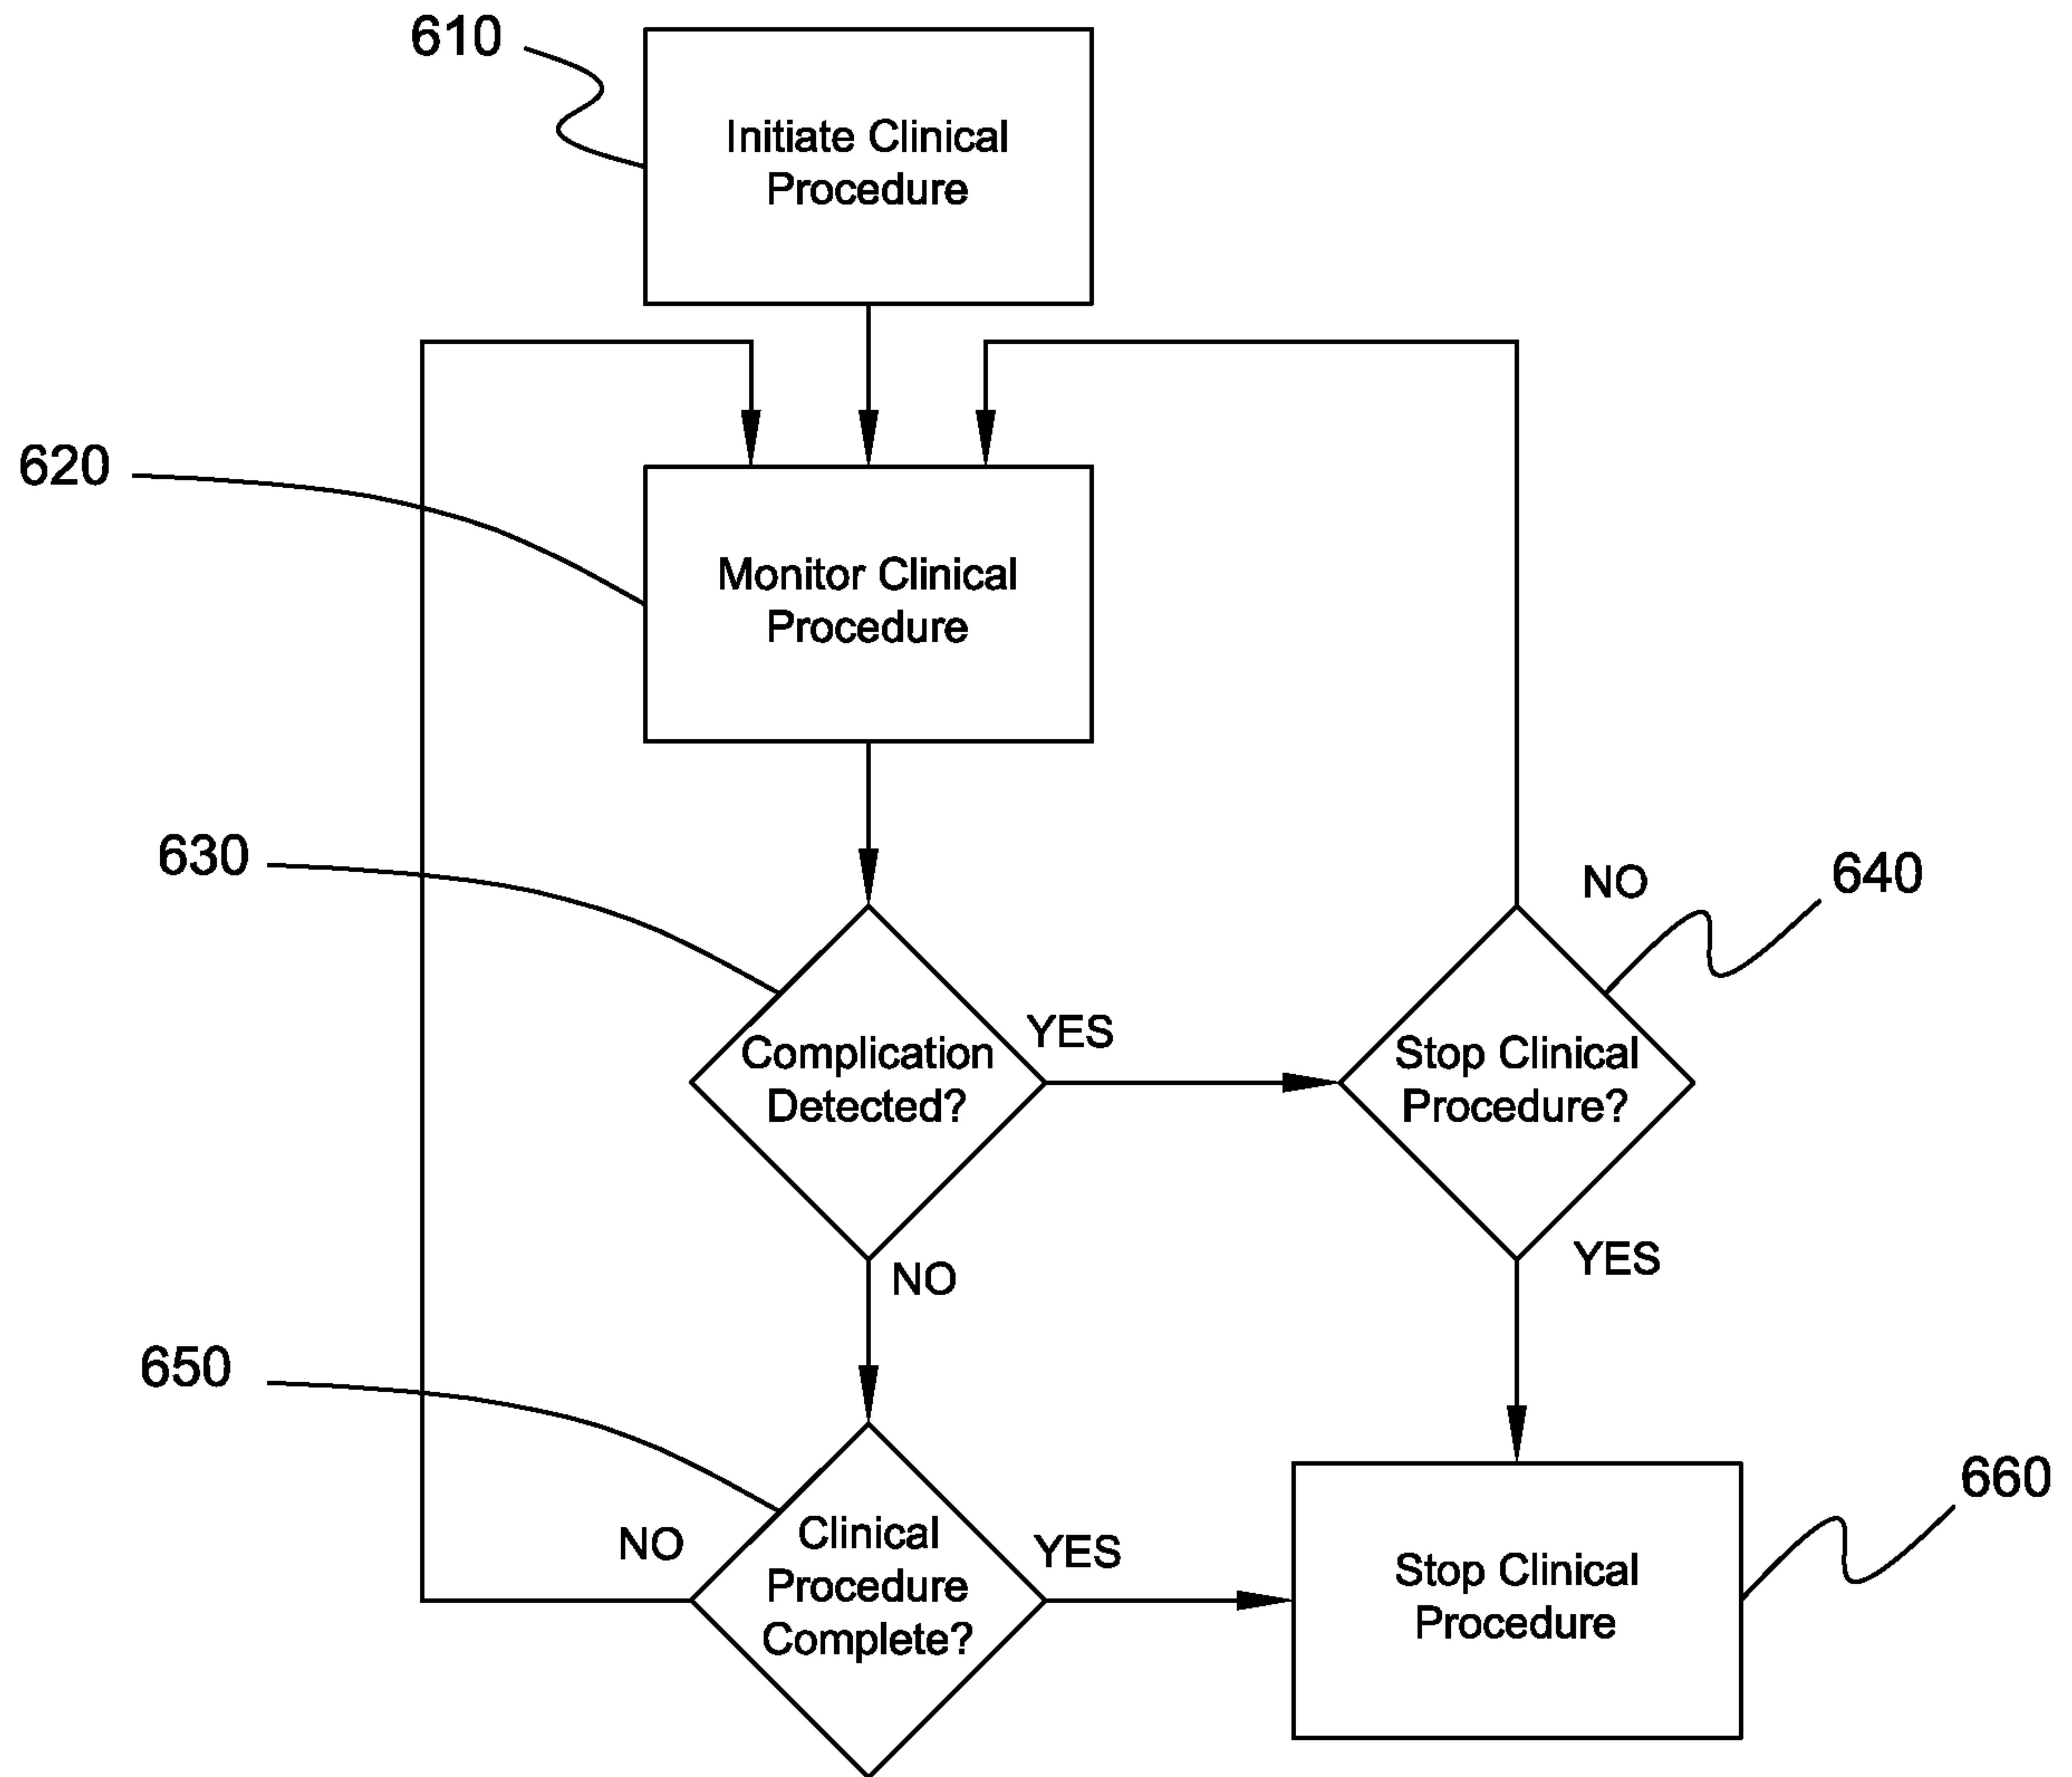 610
Initiate Clinical
Procedure
620
Monitor Clinical
Procedure
630
NO
640
Complication
Detected?
YES
Stop Clinical
Procedure?
NO
YES
650
Clinical
Procedure
Complete?
NO
YES
660
Stop Clinical
Procedure